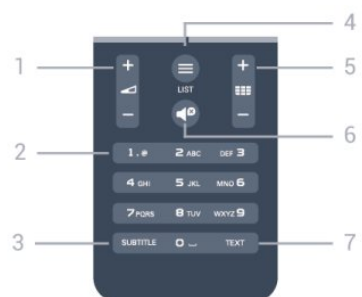 4
1 + + 5
LIST
− − 6
2 1.@ 2 ABC DEF 3
4 GHI 5 JKL MNO 6
7 PQRS 8 TUV WXYZ 9
3 SUBTITLE 0 ⎵ TEXT 7